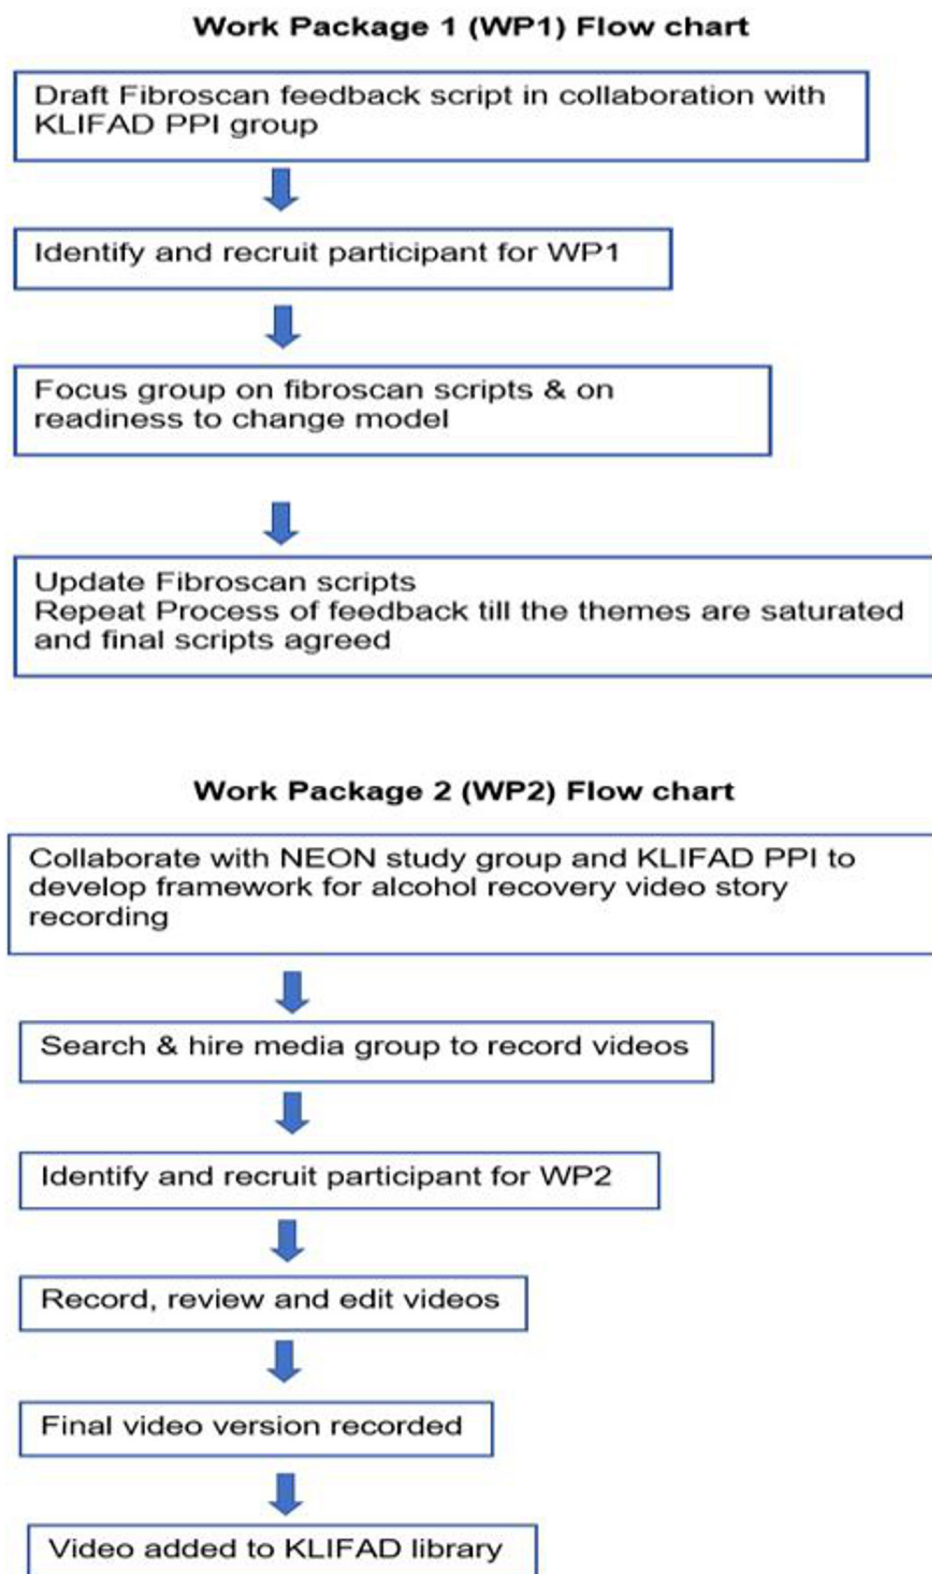 Work Package 1 (WP1) Flow chart
Draft Fibroscan feedback script in collaboration with
KLIFAD PPI group
Identify and recruit participant for WP1
Focus group on fibroscan scripts & on
readiness to change model
Update Fibroscan scripts
Repeat Process of feedback till the themes are saturated
and final scripts agreed
Work Package 2 (WP2) Flow chart
Collaborate with NEON study group and KLIFAD PPI to
develop framework for alcohol recovery video story
recording
Search & hire media group to record videos
Identify and recruit participant for WP2
Record, review and edit videos
Final video version recorded
Video added to KLIFAD library